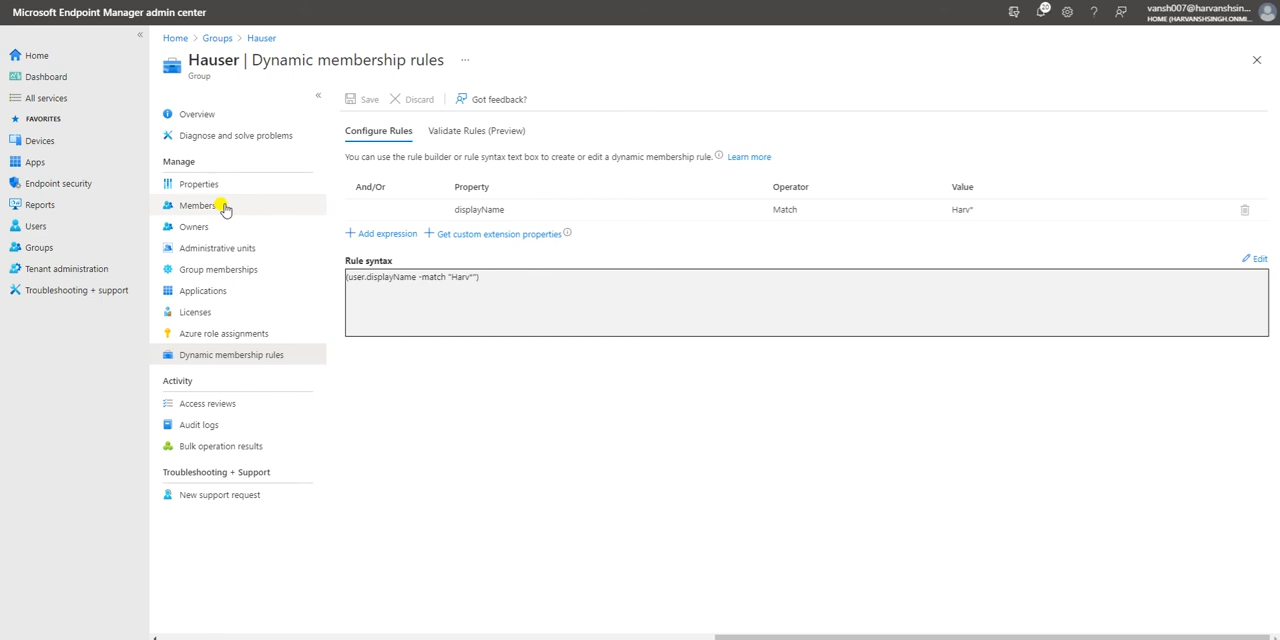 Microsoft Endpoint Manager admin center
20
vansh007@harvanshsin...
HOME (HARVANSHSINGH.ONMI...
Home
Dashboard
All services
FAVORITES
Devices
Apps
Endpoint security
Reports
Users
Groups
Tenant administration
Troubleshooting + support
Home > Groups > Hauser
Hauser | Dynamic membership rules ...
Group
Overview
Diagnose and solve problems
Manage
Properties
Members
Owners
Administrative units
Group memberships
Applications
Licenses
Azure role assignments
Dynamic membership rules
Activity
Access reviews
Audit logs
Bulk operation results
Troubleshooting + Support
New support request
Save Discard Got feedback?
Configure Rules Validate Rules (Preview)
You can use the rule builder or rule syntax text box to create or edit a dynamic membership rule. Learn more
And/Or Property Operator Value
displayName Match Harv*
+ Add expression + Get custom extension properties
Rule syntax Edit
(user.displayName -match "Harv*")